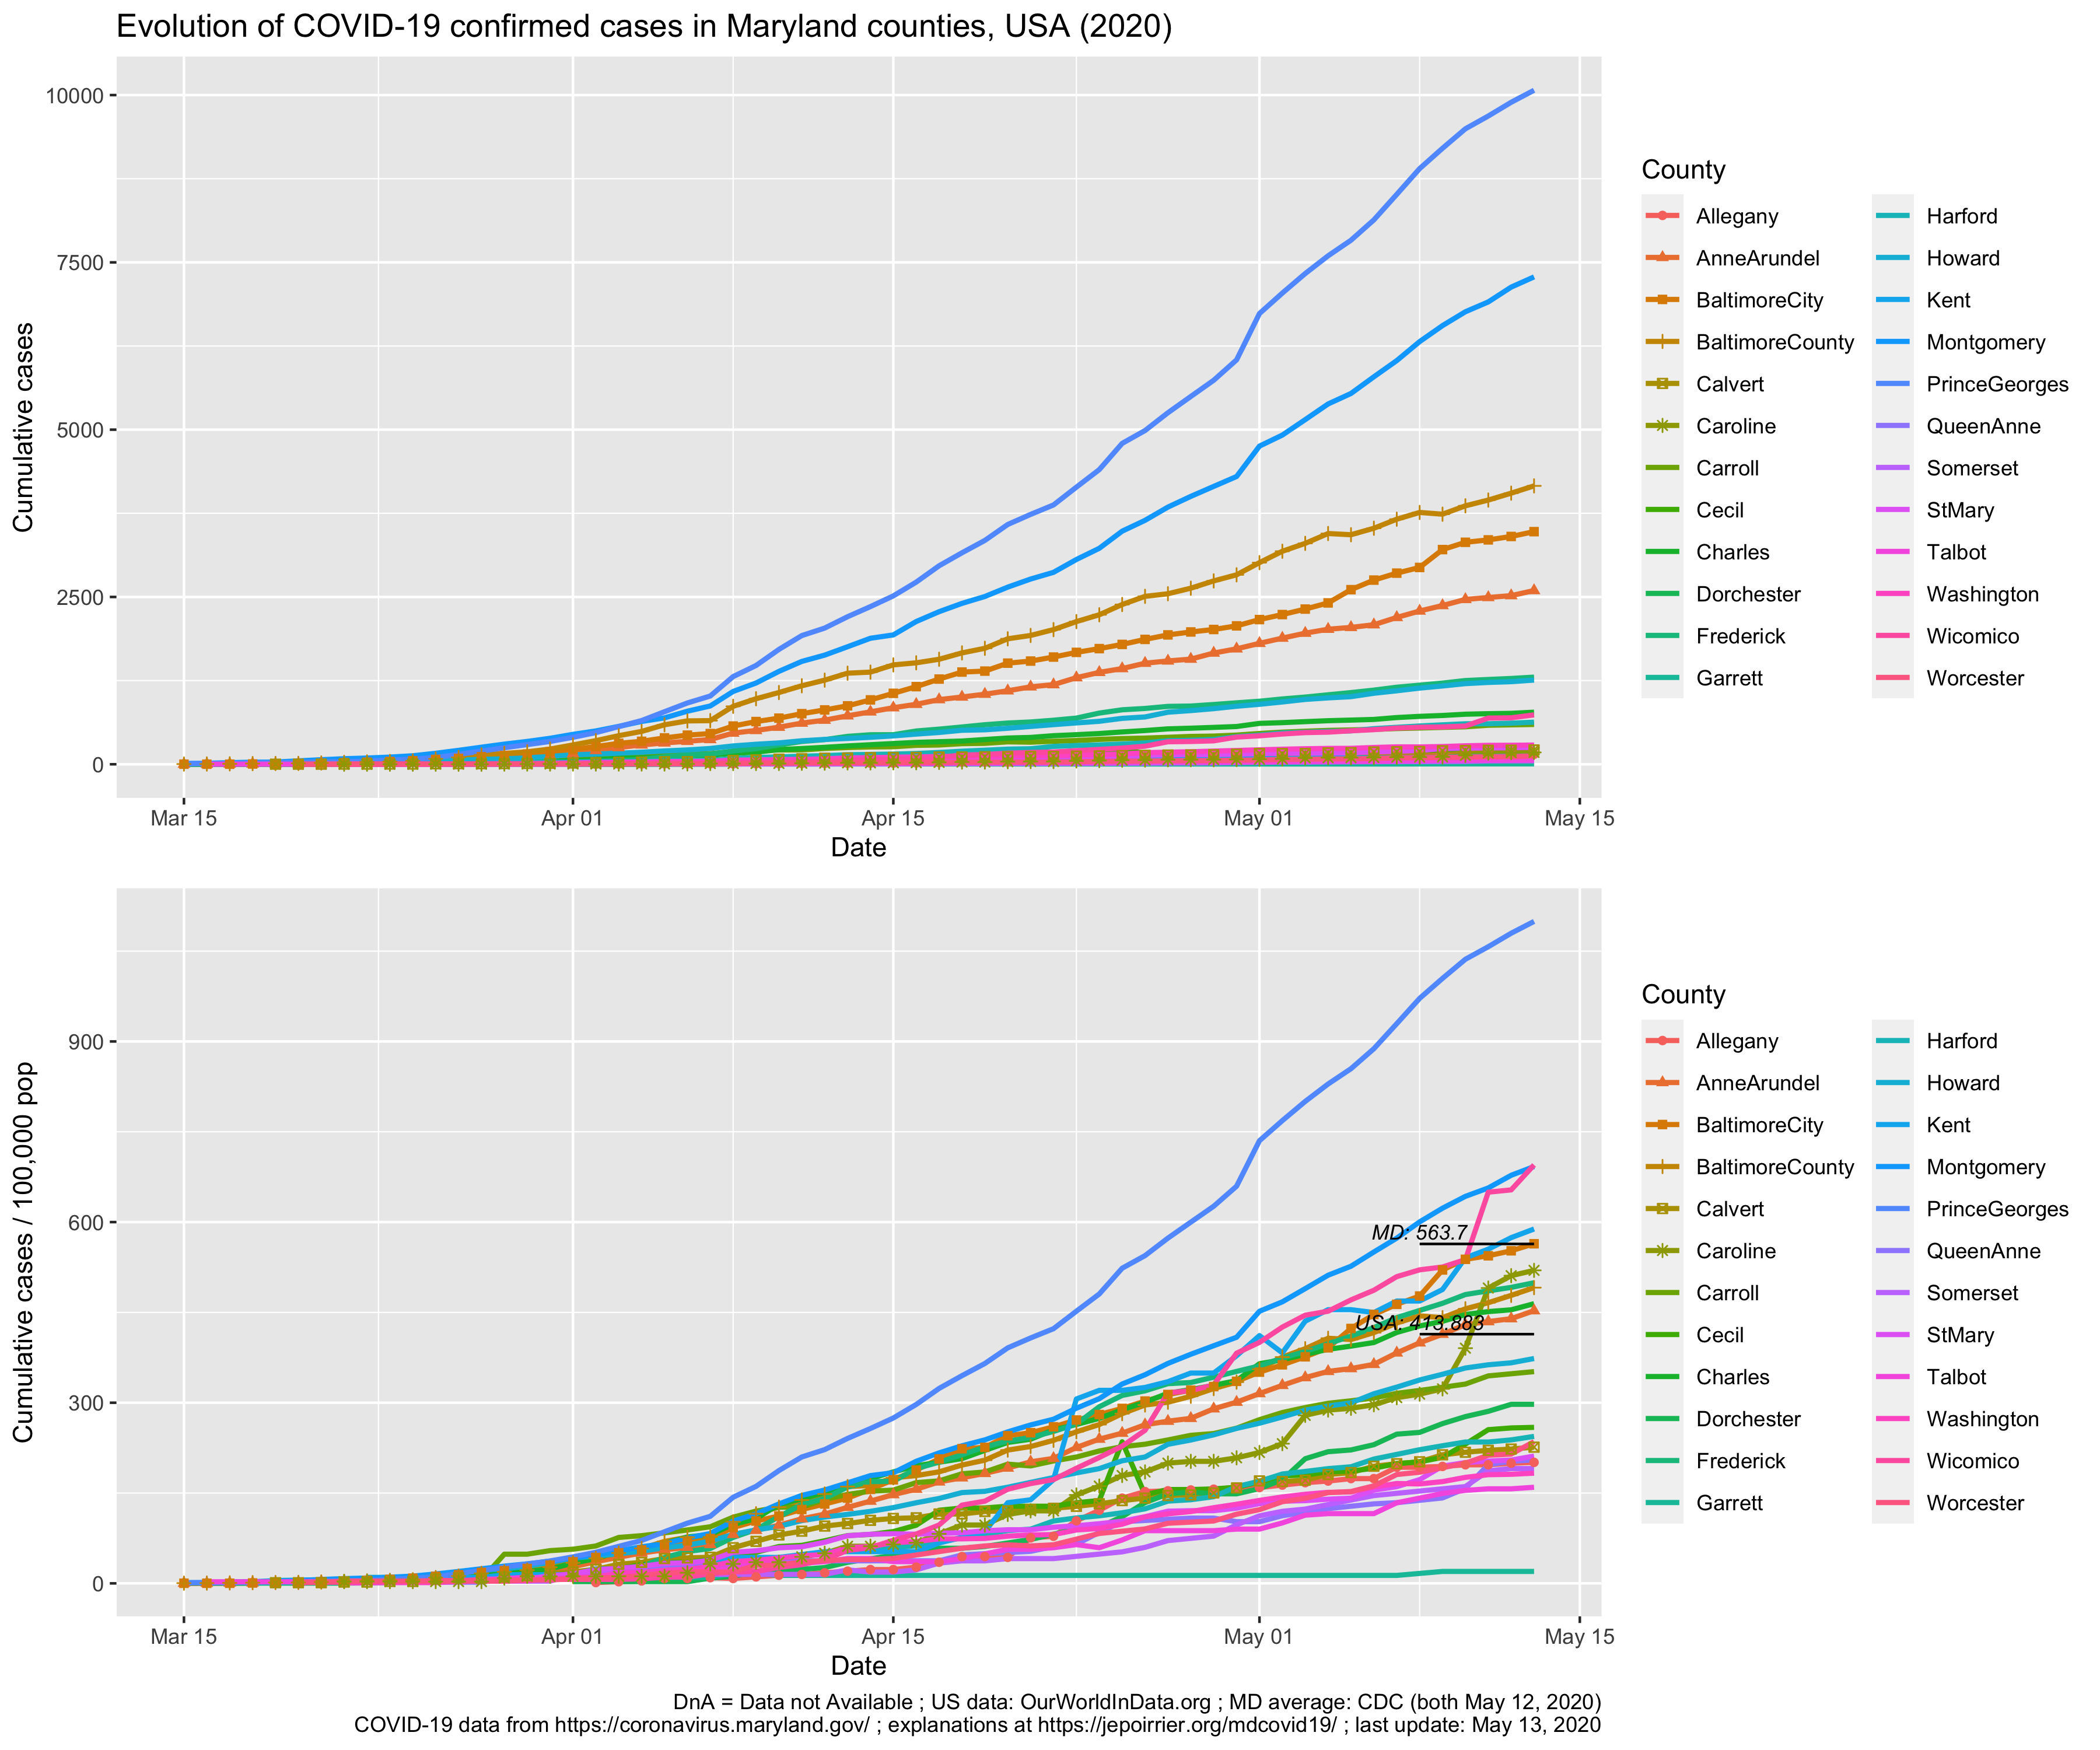 Evolution of COVID-19 confirmed cases in Maryland counties, USA (2020)
Cumulative cases
10000
7500
5000
2500
0
Mar 15
Apr 01
Apr 15
May 01
May 15
Date
County
Allegany
AnneArundel
BaltimoreCity
BaltimoreCounty
Calvert
Caroline
Carroll
Cecil
Charles
Dorchester
Frederick
Garrett
Harford
Howard
Kent
Montgomery
PrinceGeorges
QueenAnne
Somerset
StMary
Talbot
Washington
Wicomico
Worcester
Cumulative cases / 100,000 pop
900
600
300
0
MD: 563.7
USA: 413.883
Mar 15
Apr 01
Apr 15
May 01
May 15
Date
County
Allegany
AnneArundel
BaltimoreCity
BaltimoreCounty
Calvert
Caroline
Carroll
Cecil
Charles
Dorchester
Frederick
Garrett
Harford
Howard
Kent
Montgomery
PrinceGeorges
QueenAnne
Somerset
StMary
Talbot
Washington
Wicomico
Worcester
DnA = Data not Available ; US data: OurWorldInData.org ; MD average: CDC (both May 12, 2020)
COVID-19 data from https://coronavirus.maryland.gov/ ; explanations at https://jepoirrier.org/mdcovid19/ ; last update: May 13, 2020